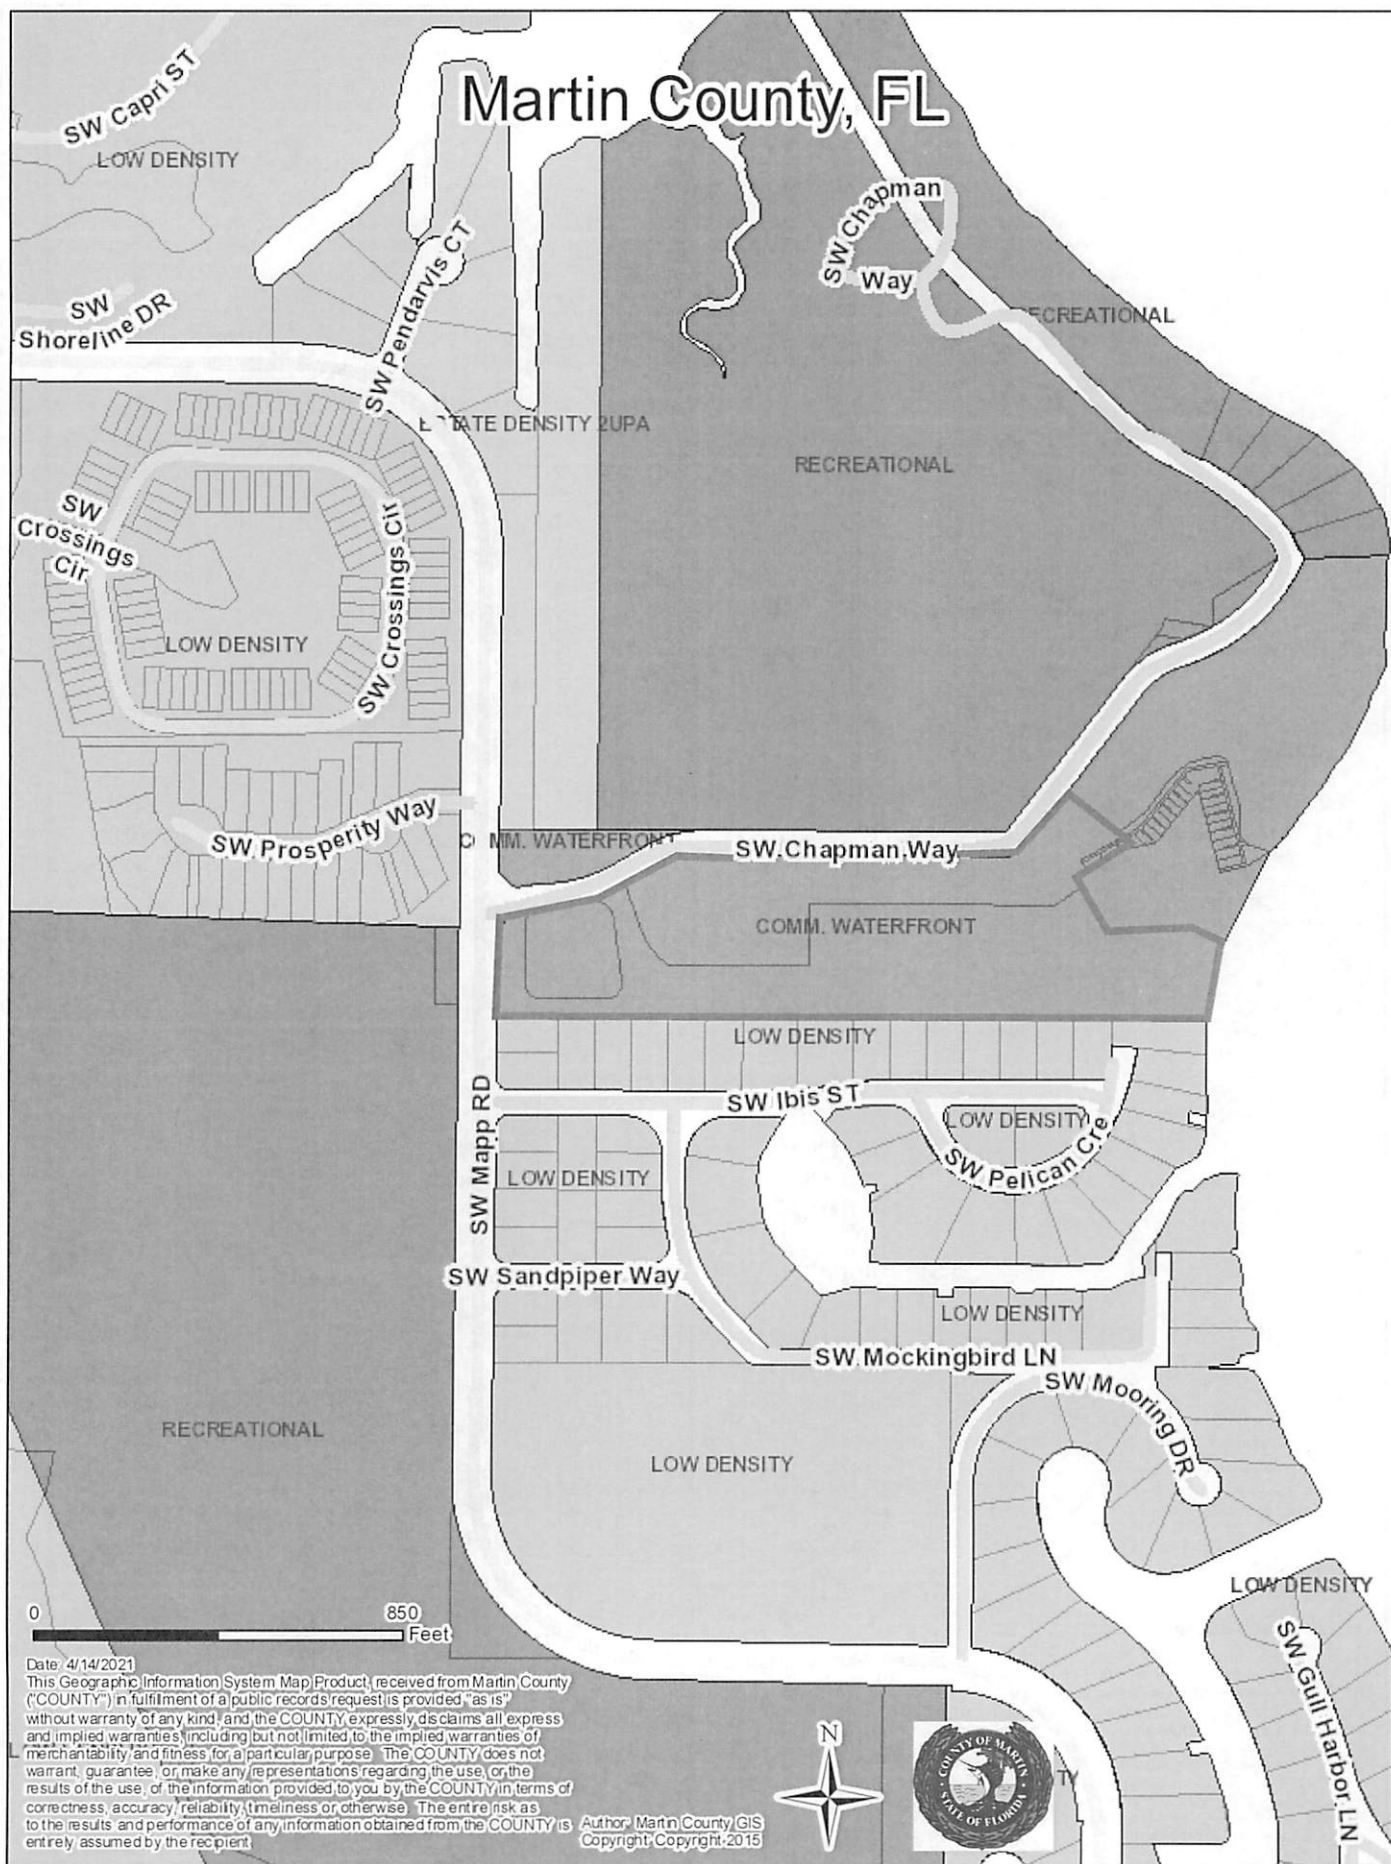 Martin County, FL
SW Capri ST
LOW DENSITY
SW Chapman
Way
SW Pendarvis CT
SW
Shoreline DR
RECREATIONAL
ESTATE DENSITY 2UPA
RECREATIONAL
SW
Crossings
Cir
SW Crossings Cir
LOW DENSITY
SW Prosperity Way
COMM. WATERFRONT
SW Chapman Way
COMM. WATERFRONT
LOW DENSITY
SW Mapp RD
SW Ibis ST
LOW DENSITY
SW Pelican Cre
LOW DENSITY
SW Sandpiper Way
LOW DENSITY
SW Mockingbird LN
SW Mooring DR
RECREATIONAL
LOW DENSITY
LOW DENSITY
SW Gull Harbor LN
0 850
Feet
Date: 4/14/2021
This Geographic Information System Map Product, received from Martin County
("COUNTY") in fulfillment of a public records request is provided "as is"
without warranty of any kind, and the COUNTY expressly disclaims all express
and implied warranties, including but not limited to the implied warranties of
merchantability and fitness for a particular purpose. The COUNTY does not
warrant, guarantee, or make any representations regarding the use, or the
results of the use, of the information provided to you by the COUNTY in terms of
correctness, accuracy, reliability, timeliness or otherwise. The entire risk as
to the results and performance of any information obtained from the COUNTY is
entirely assumed by the recipient.
Author: Martin County GIS
Copyright: Copyright 2015
N
COUNTY OF MARTIN
STATE OF FLORIDA
TY